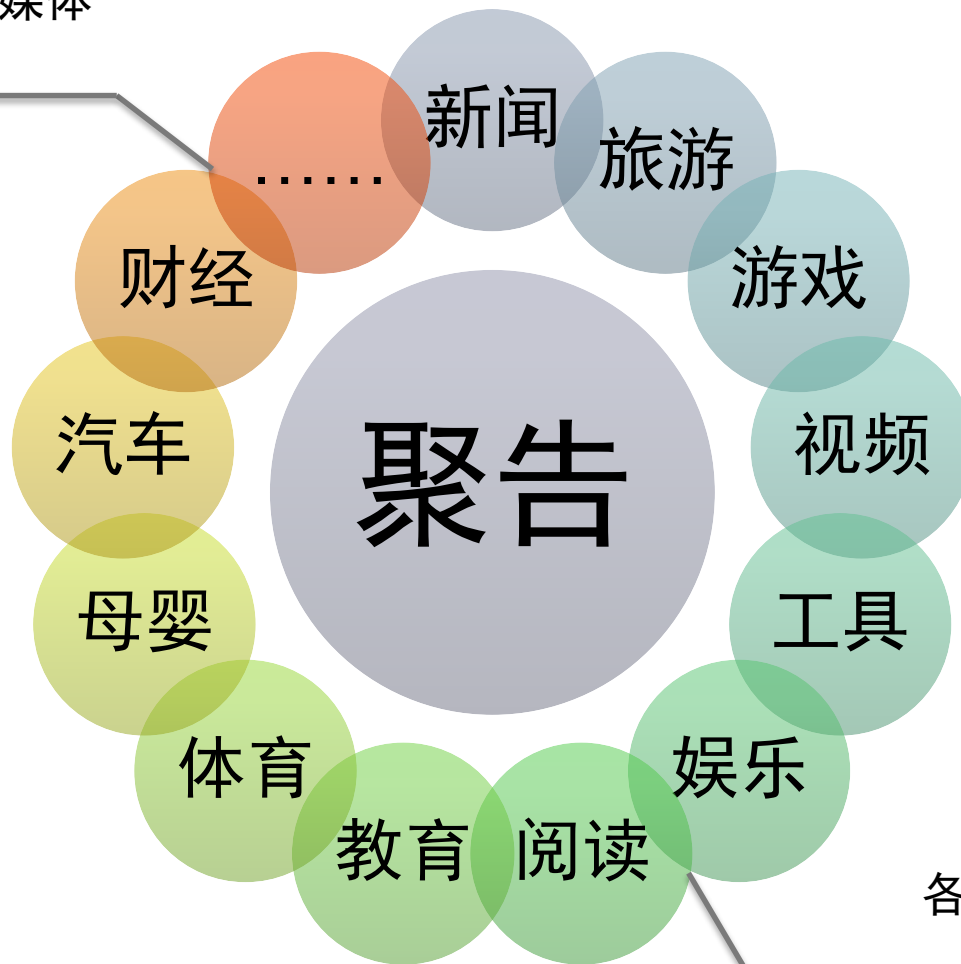 媒体
新闻
旅游
游戏
视频
工具
娱乐
阅读
教育
体育
母婴
汽车
财经
······
聚告
各